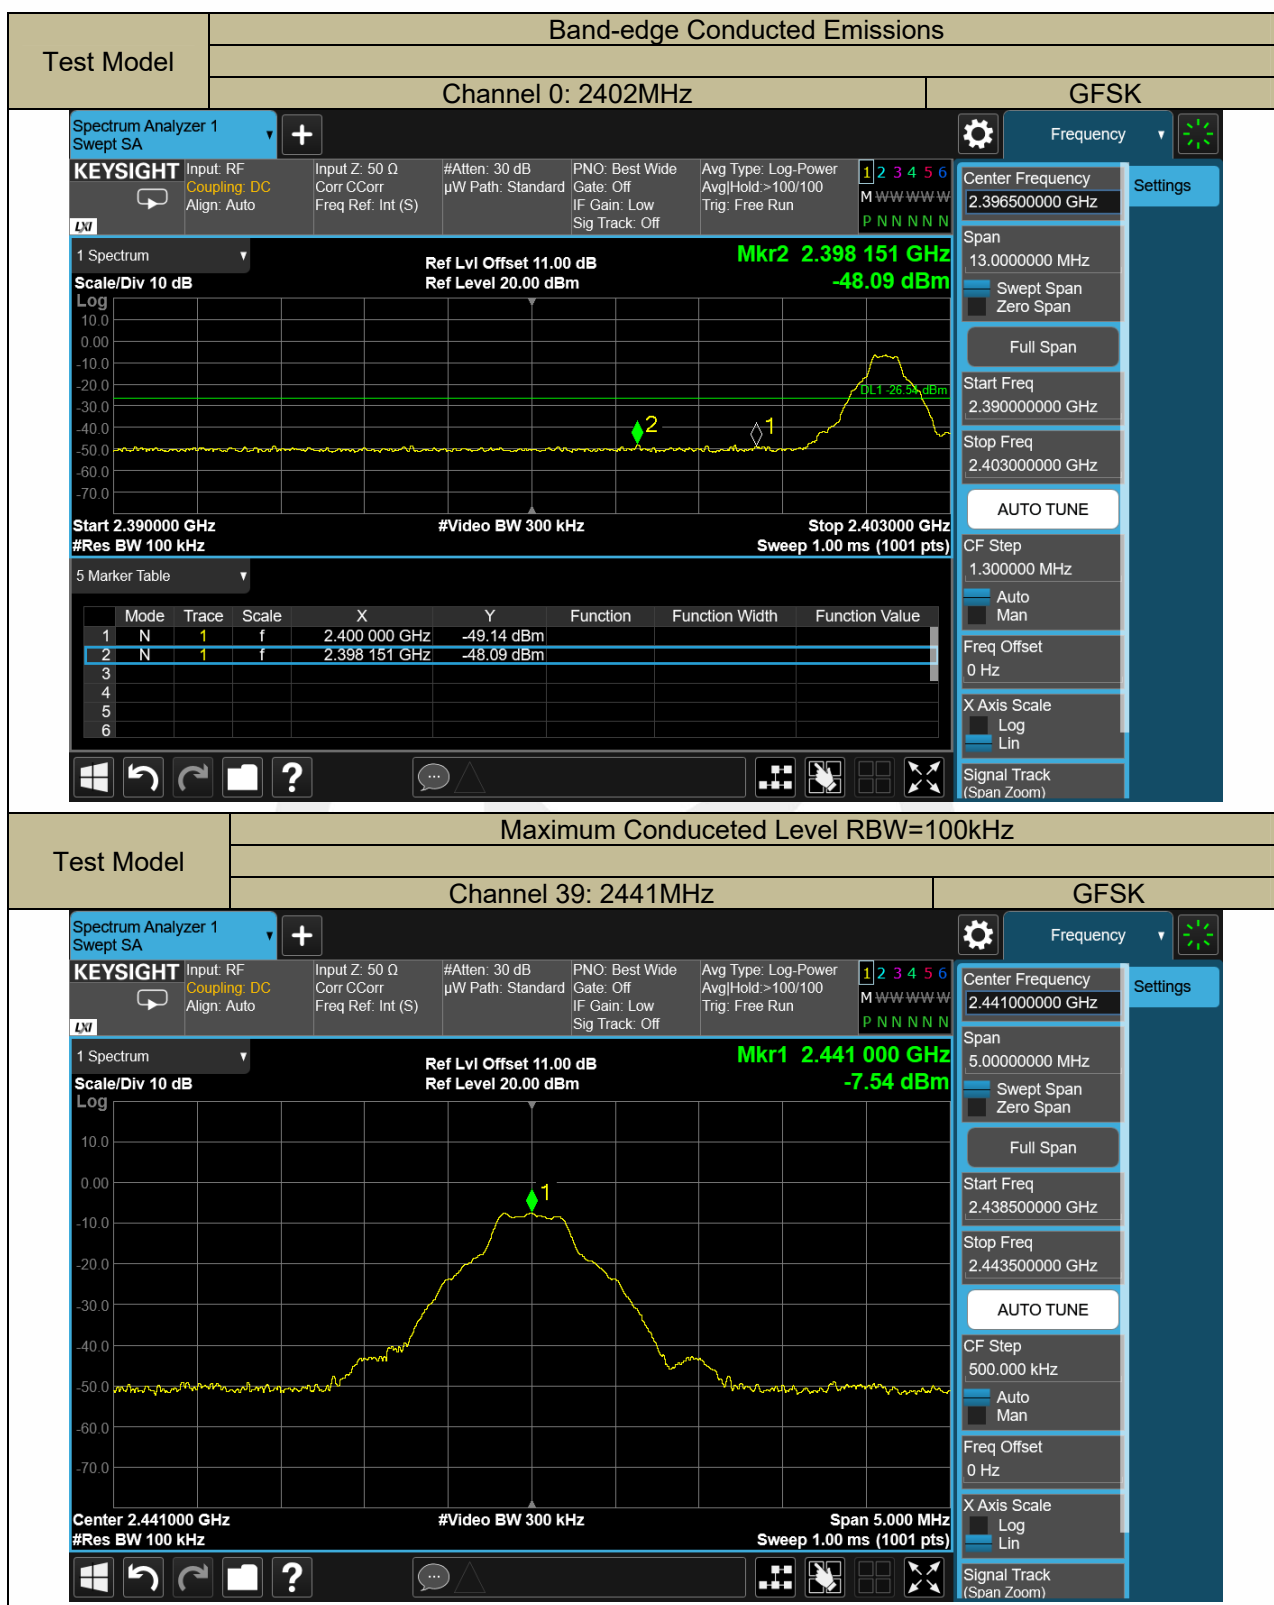 Test Model
Band-edge Conducted Emissions
Channel 0: 2402MHz
GFSK
Spectrum Analyzer 1
Swept SA
Frequency
KEYSIGHT
LXI
Input: RF
Coupling: DC
Align: Auto
Input Z: 50 Ω
Corr CCorr
Freq Ref: Int (S)
#Atten: 30 dB
µW Path: Standard
PNO: Best Wide
Gate: Off
IF Gain: Low
Sig Track: Off
Avg Type: Log-Power
Avg|Hold:>100/100
Trig: Free Run
1 2 3 4 5 6
M W W W W W
P N N N N N
1 Spectrum
Scale/Div 10 dB
Ref Lvl Offset 11.00 dB
Ref Level 20.00 dBm
Mkr2 2.398 151 GHz
-48.09 dBm
Log
10.0
0.00
-10.0
-20.0
-30.0
-40.0
-50.0
-60.0
-70.0
DL1 -26.54 dBm
2
1
Start 2.390000 GHz
#Video BW 300 kHz
Stop 2.403000 GHz
#Res BW 100 kHz
Sweep 1.00 ms (1001 pts)
5 Marker Table
Mode Trace Scale X Y Function Function Width Function Value
1 N 1 f 2.400 000 GHz -49.14 dBm
2 N 1 f 2.398 151 GHz -48.09 dBm
3
4
5
6
?
Center Frequency
2.396500000 GHz
Settings
Span
13.0000000 MHz
Swept Span
Zero Span
Full Span
Start Freq
2.390000000 GHz
Stop Freq
2.403000000 GHz
AUTO TUNE
CF Step
1.300000 MHz
Auto
Man
Freq Offset
0 Hz
X Axis Scale
Log
Lin
Signal Track
(Span Zoom)
Test Model
Maximum Conduceted Level RBW=100kHz
Channel 39: 2441MHz
GFSK
Spectrum Analyzer 1
Swept SA
Frequency
KEYSIGHT
LXI
Input: RF
Coupling: DC
Align: Auto
Input Z: 50 Ω
Corr CCorr
Freq Ref: Int (S)
#Atten: 30 dB
µW Path: Standard
PNO: Best Wide
Gate: Off
IF Gain: Low
Sig Track: Off
Avg Type: Log-Power
Avg|Hold:>100/100
Trig: Free Run
1 2 3 4 5 6
M W W W W W
P N N N N N
1 Spectrum
Scale/Div 10 dB
Ref Lvl Offset 11.00 dB
Ref Level 20.00 dBm
Mkr1 2.441 000 GHz
-7.54 dBm
Log
10.0
0.00
-10.0
-20.0
-30.0
-40.0
-50.0
-60.0
-70.0
1
Center 2.441000 GHz
#Video BW 300 kHz
Span 5.000 MHz
#Res BW 100 kHz
Sweep 1.00 ms (1001 pts)
?
Center Frequency
2.441000000 GHz
Settings
Span
5.00000000 MHz
Swept Span
Zero Span
Full Span
Start Freq
2.438500000 GHz
Stop Freq
2.443500000 GHz
AUTO TUNE
CF Step
500.000 kHz
Auto
Man
Freq Offset
0 Hz
X Axis Scale
Log
Lin
Signal Track
(Span Zoom)